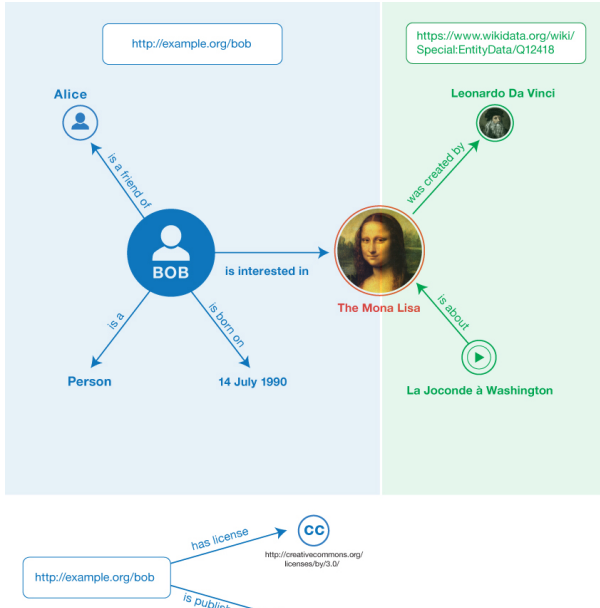 http://example.org/bob
https://www.wikidata.org/wiki/
Special:EntityData/Q12418
Alice
Leonardo Da Vinci
is a friend of
was created by
BOB
is interested in
The Mona Lisa
is a
is born on
is about
Person
14 July 1990
La Joconde à Washington
has license
CC
http://creativecommons.org/
licenses/by/3.0/
http://example.org/bob
is